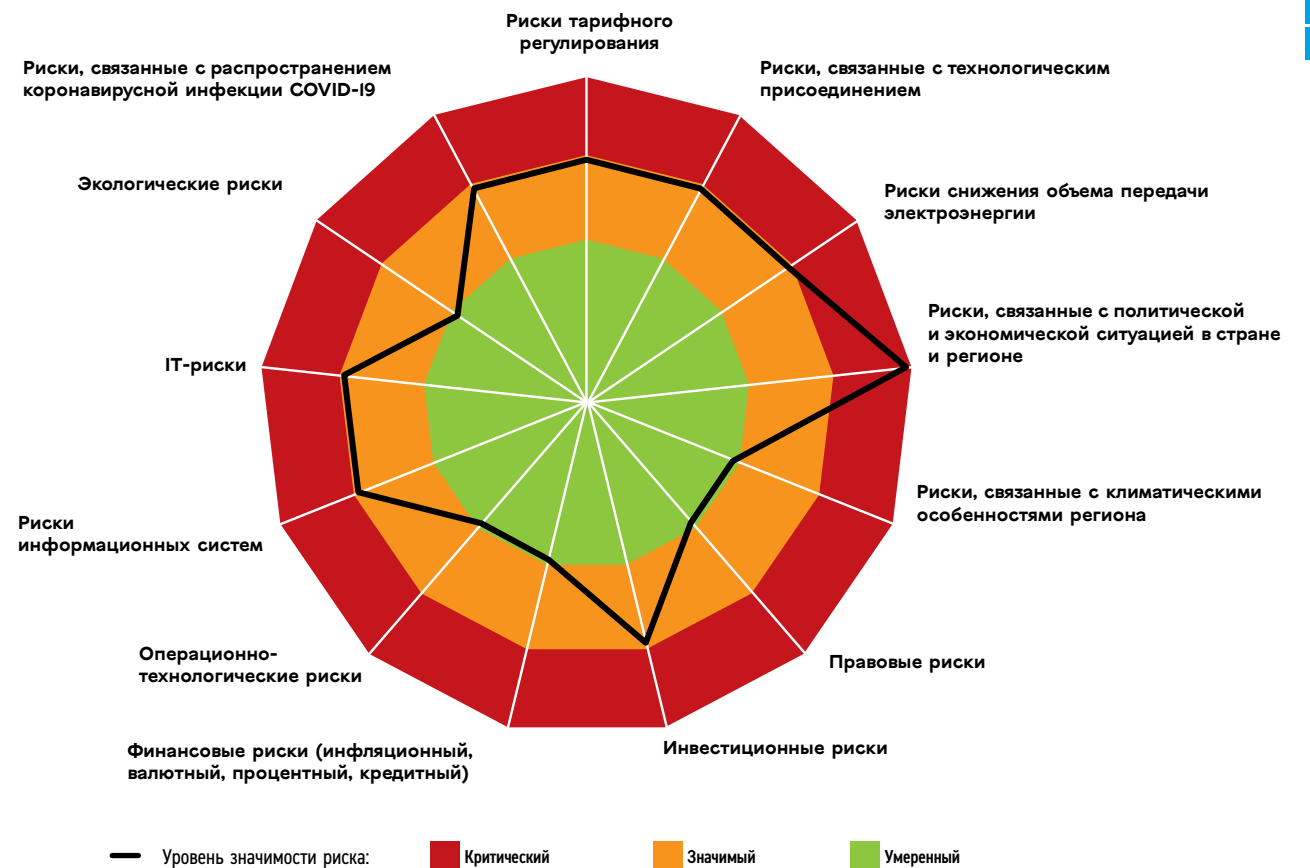 Риски тарифного
регулирования
Риски, связанные с распространением
коронавирусной инфекции COVID-19
Риски, связанные с технологическим
присоединением
Экологические риски
Риски снижения объема передачи
электроэнергии
Риски, связанные с политической
и экономической ситуацией в стране
и регионе
IT-риски
Риски, связанные с климатическими
особенностями региона
Риски
информационных систем
Операционно-
технологические риски
Правовые риски
Финансовые риски (инфляционный,
валютный, процентный, кредитный)
Инвестиционные риски
Уровень значимости риска: Критический Значимый Умеренный